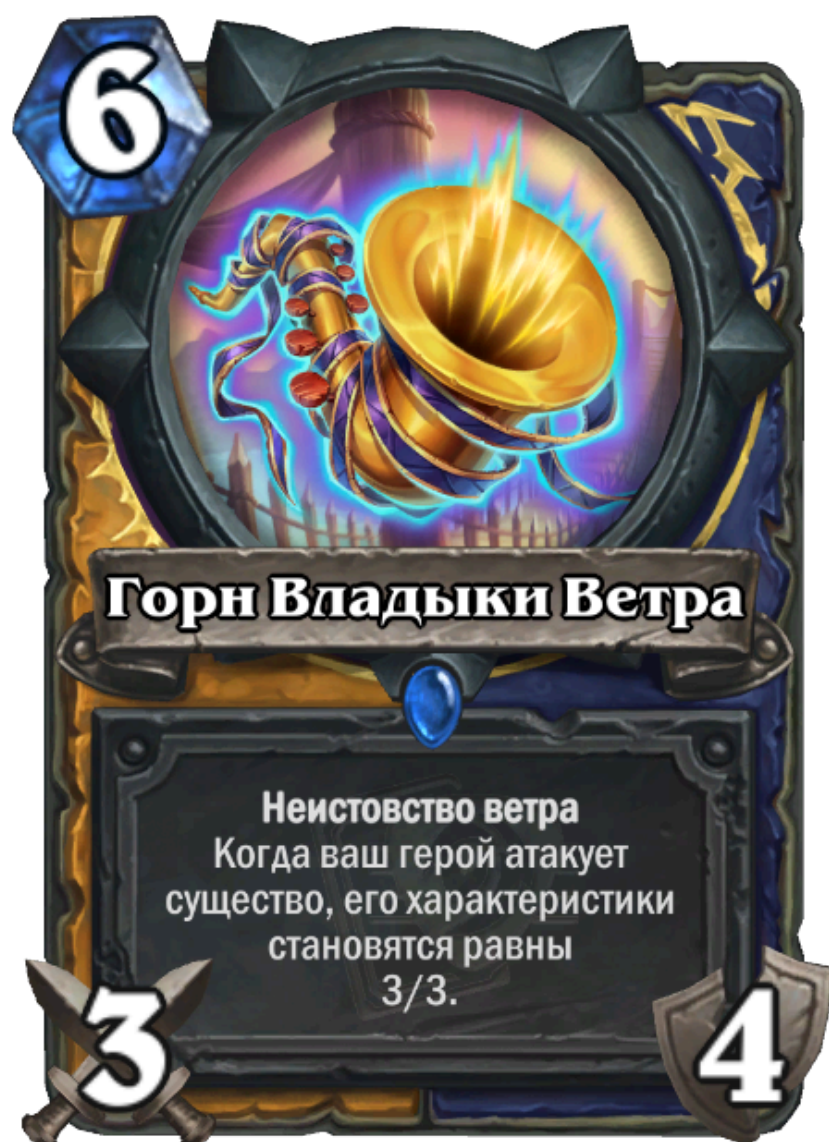 6
Горн Владыки Ветра
Неистовство ветра
Когда ваш герой атакует
существо, его характеристики
становятся равны
3/3.
3
4